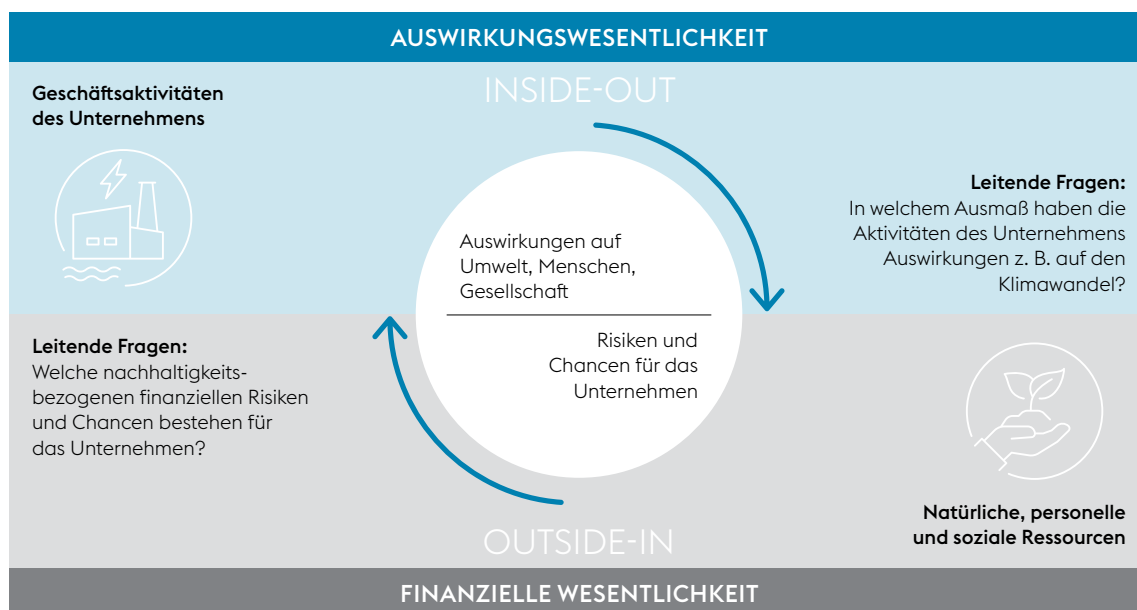 AUSWIRKUNGSWESENTLICHKEIT
INSIDE-OUT
Geschäftsaktivitäten
des Unternehmens
Leitende Fragen:
In welchem Ausmaß haben die
Aktivitäten des Unternehmens
Auswirkungen z. B. auf den
Klimawandel?
Auswirkungen auf
Umwelt, Menschen,
Gesellschaft
Risiken und
Chancen für das
Unternehmen
Leitende Fragen:
Welche nachhaltigkeits-
bezogenen finanziellen Risiken
und Chancen bestehen für
das Unternehmen?
Natürliche, personelle
und soziale Ressourcen
OUTSIDE-IN
FINANZIELLE WESENTLICHKEIT